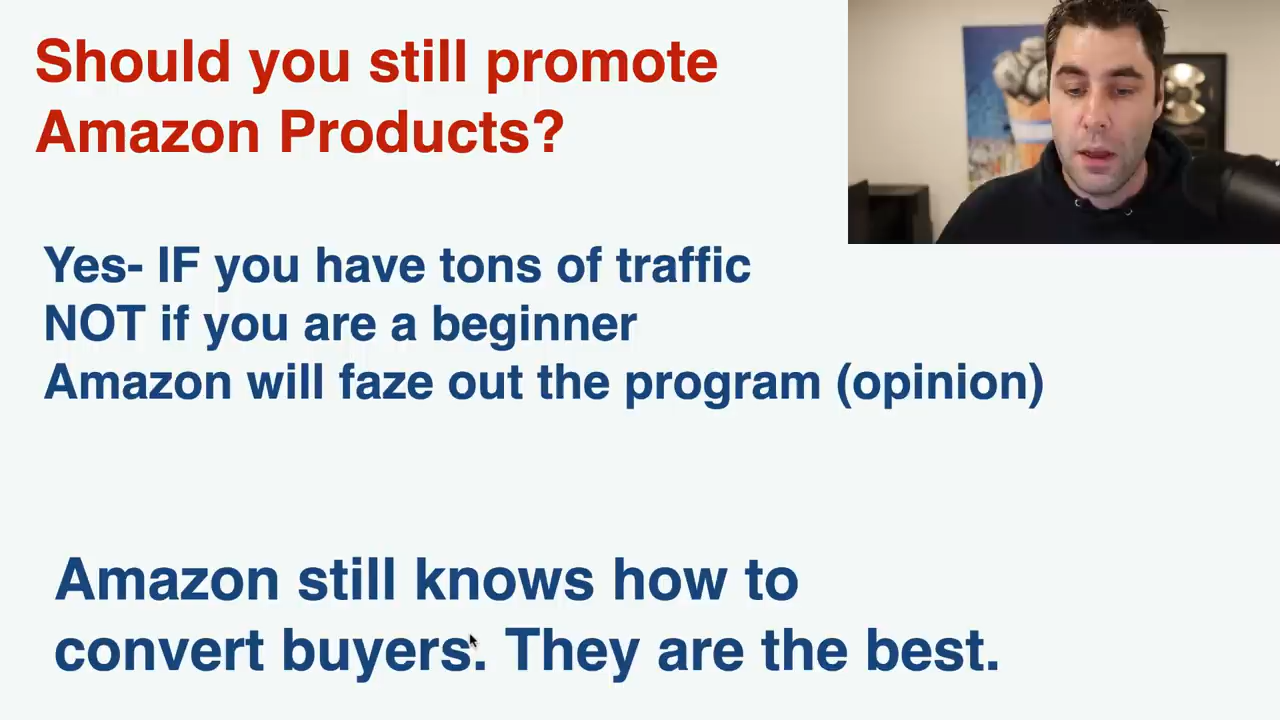 Should you still promote
Amazon Products?
Yes- IF you have tons of traffic
NOT if you are a beginner
Amazon will faze out the program (opinion)
Amazon still knows how to
convert buyers. They are the best.